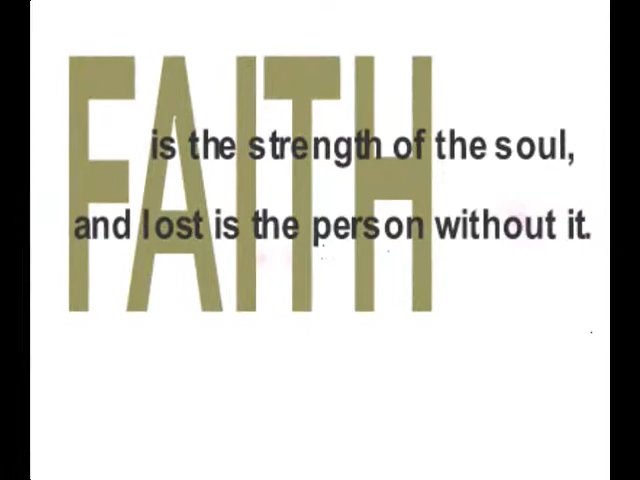 FAITH
is the strength of the soul,
and lost is the person without it.